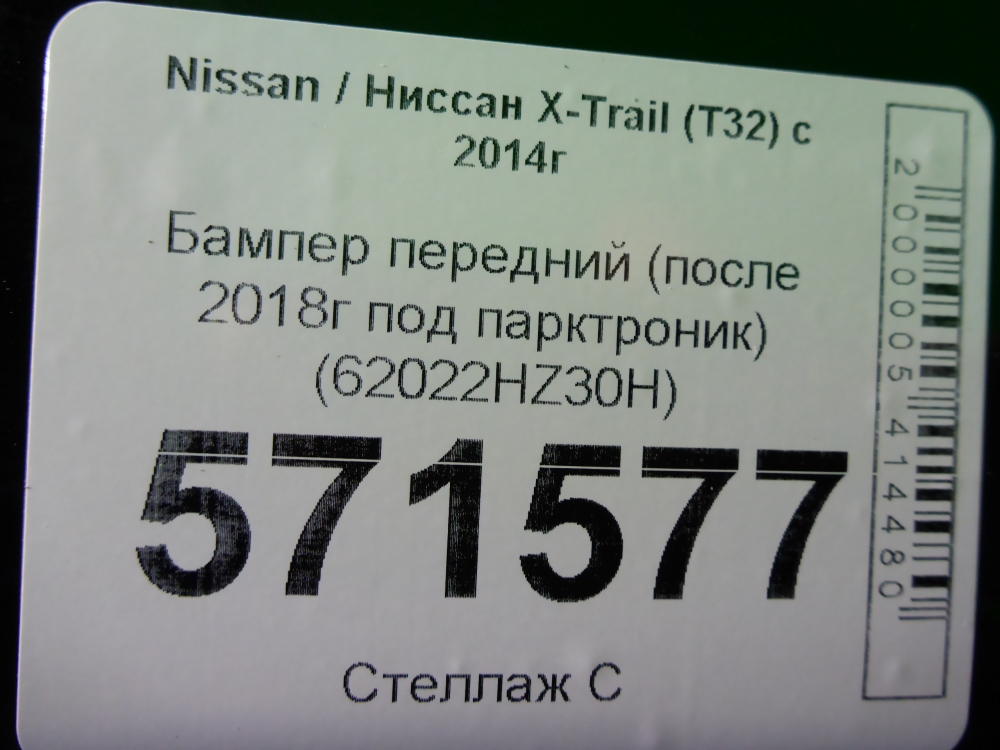 Nissan / Ниссан X-Trail (T32) с
2014г
Бампер передний (после
2018г под парктроник)
(62022HZ30H)
571577
Стеллаж С
2000005414480